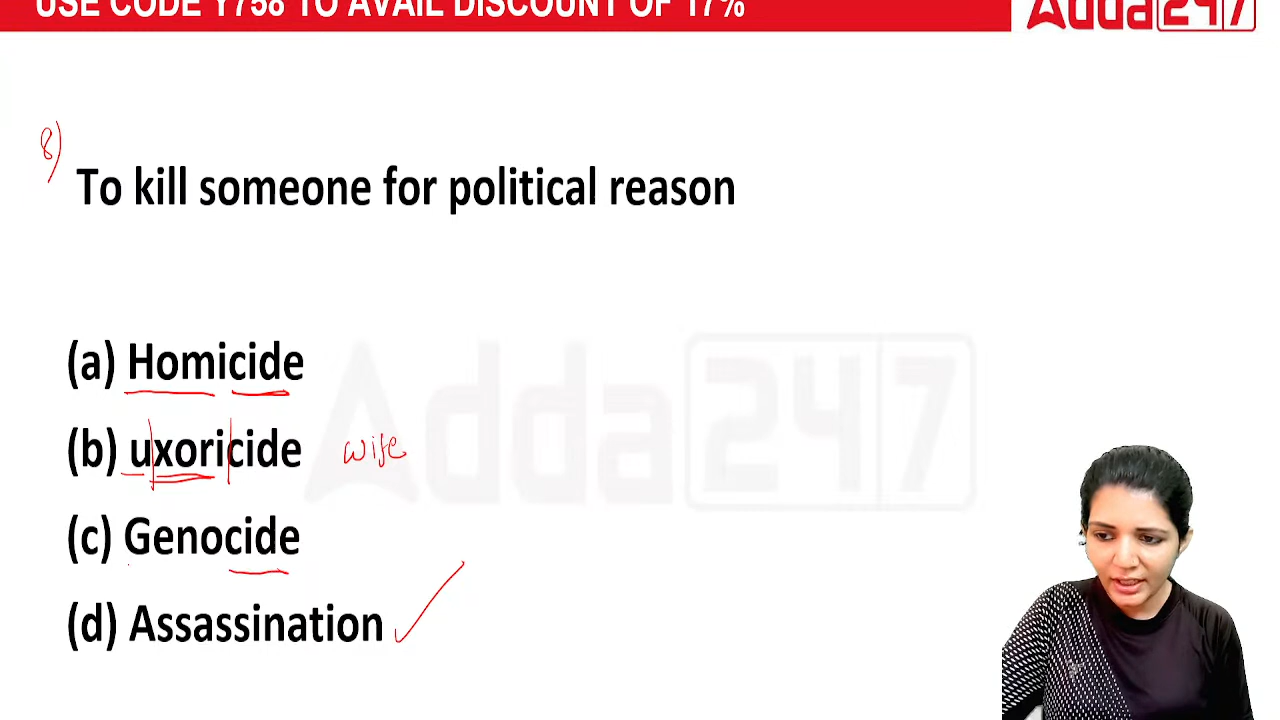 USE CODE Y758 TO AVAIL DISCOUNT OF 17%
Adda247
8)
To kill someone for political reason
(a) Homicide
(b) uxoricide wife
(c) Genocide
(d) Assassination
Adda247